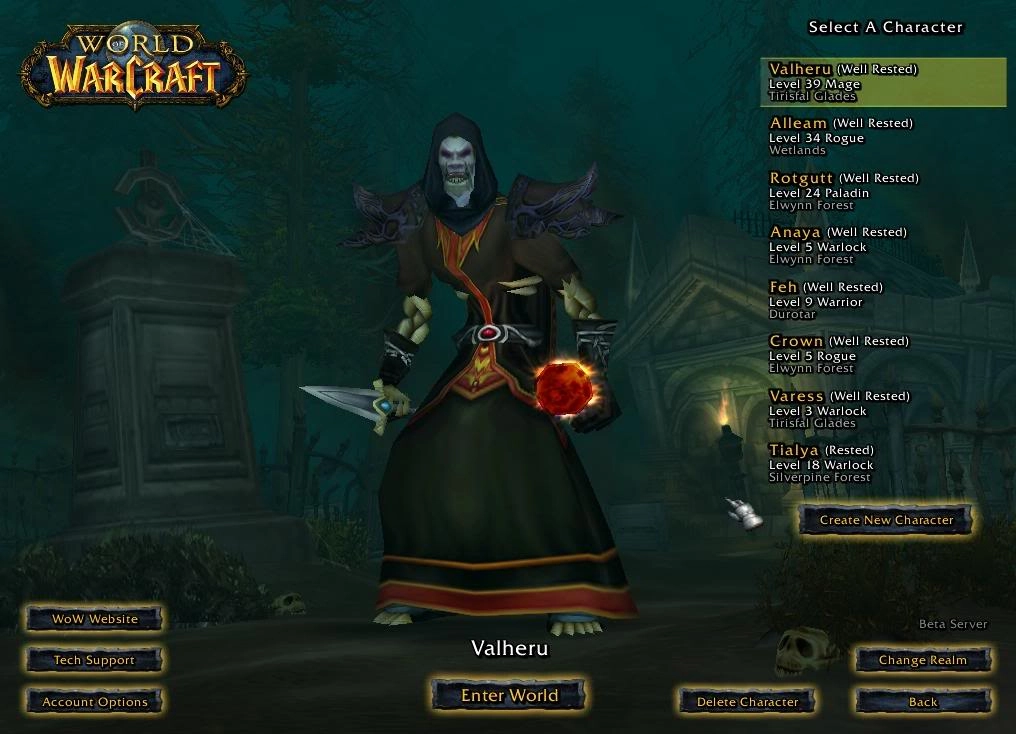 WORLD
OF
WARCRAFT
Select A Character
Valheru (Well Rested)
Level 39 Mage
Tirisfal Glades
Alleam (Well Rested)
Level 34 Rogue
Wetlands
Rotgutt (Well Rested)
Level 24 Paladin
Elwynn Forest
Anaya (Well Rested)
Level 5 Warlock
Elwynn Forest
Feh (Well Rested)
Level 9 Warrior
Durotar
Crown (Well Rested)
Level 5 Rogue
Elwynn Forest
Varess (Well Rested)
Level 3 Warlock
Tirisfal Glades
Tialya (Rested)
Level 18 Warlock
Silverpine Forest
Create New Character
WoW Website
Tech Support
Account Options
Valheru
Enter World
Delete Character
Beta Server
Change Realm
Back